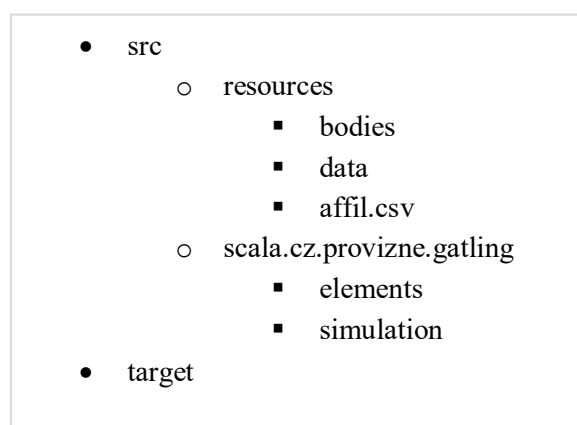 • src
o resources
▪ bodies
▪ data
▪ affil.csv
o scala.cz.provizne.gatling
▪ elements
▪ simulation
• target